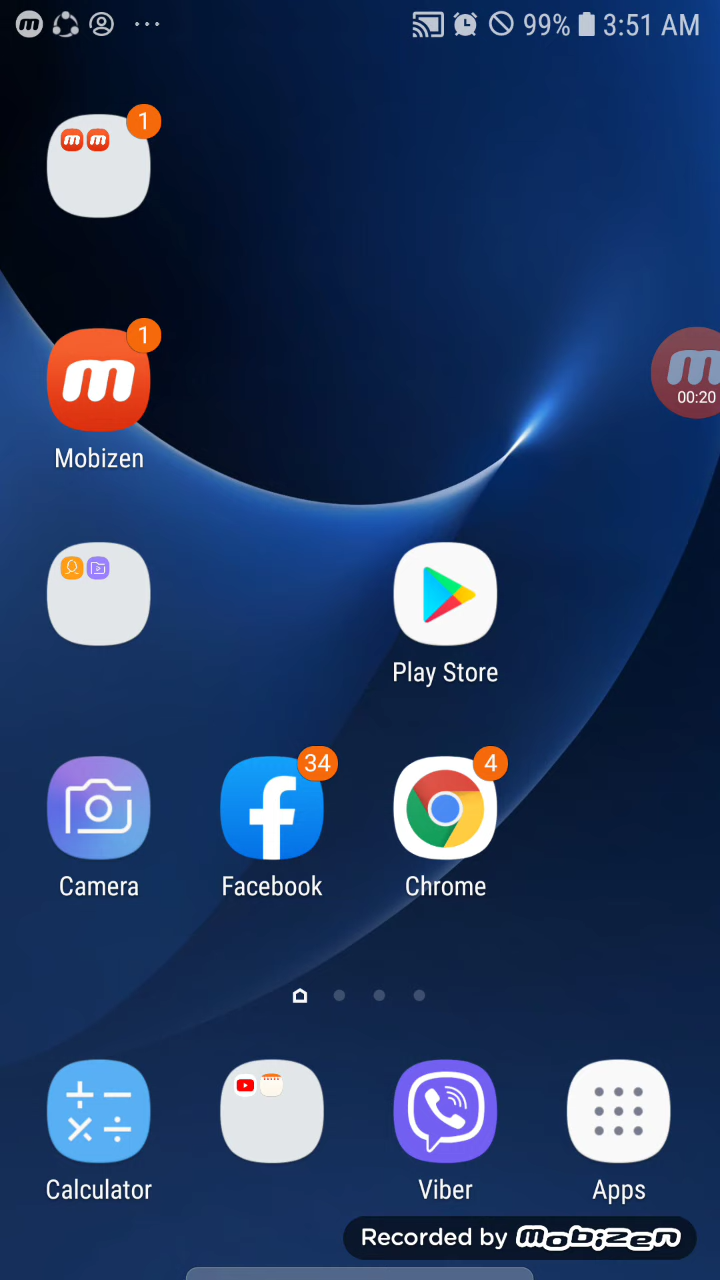 99% 3:51 AM
1
1
00:20
Mobizen
Play Store
34
4
Camera Facebook Chrome
Calculator Viber Apps
Recorded by Mobizen